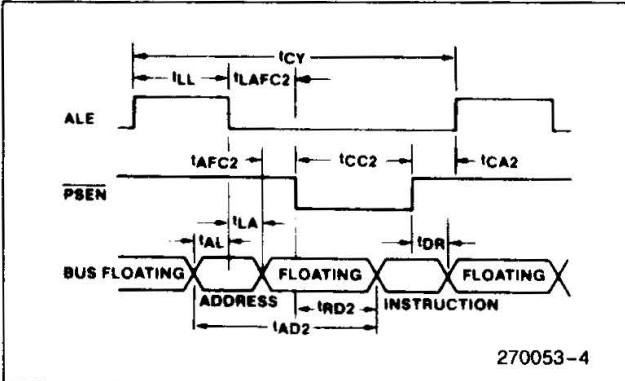 tCY
tLL tLAFC2
ALE
tAFC2 tCC2 tCA2
PSEN
tLA
tAL tDR
BUS FLOATING FLOATING FLOATING
ADDRESS tRD2 INSTRUCTION
tAD2
270053-4